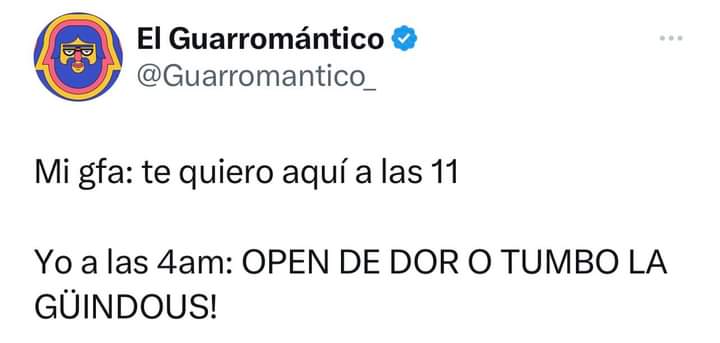 El Guarromántico
@Guarromantico_
Mi gfa: te quiero aquí a las 11
Yo a las 4am: OPEN DE DOR O TUMBO LA
GÜINDOUS!